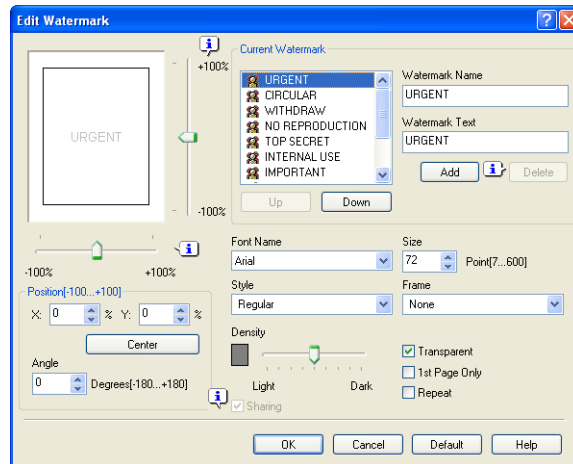 Edit Watermark
Current Watermark
+100%
URGENT
CIRCULAR
WITHDRAW
NO REPRODUCTION
TOP SECRET
INTERNAL USE
IMPORTANT
Watermark Name
URGENT
Watermark Text
URGENT
Add
Delete
Up
Down
URGENT
-100%
-100%
+100%
Position[-100...+100]
X: 0 % Y: 0 %
Center
Angle
0 Degrees[-180...+180]
Font Name
Arial
Size
72 Point[7...600]
Style
Regular
Frame
None
Density
Light
Dark
Sharing
Transparent
1st Page Only
Repeat
OK
Cancel
Default
Help